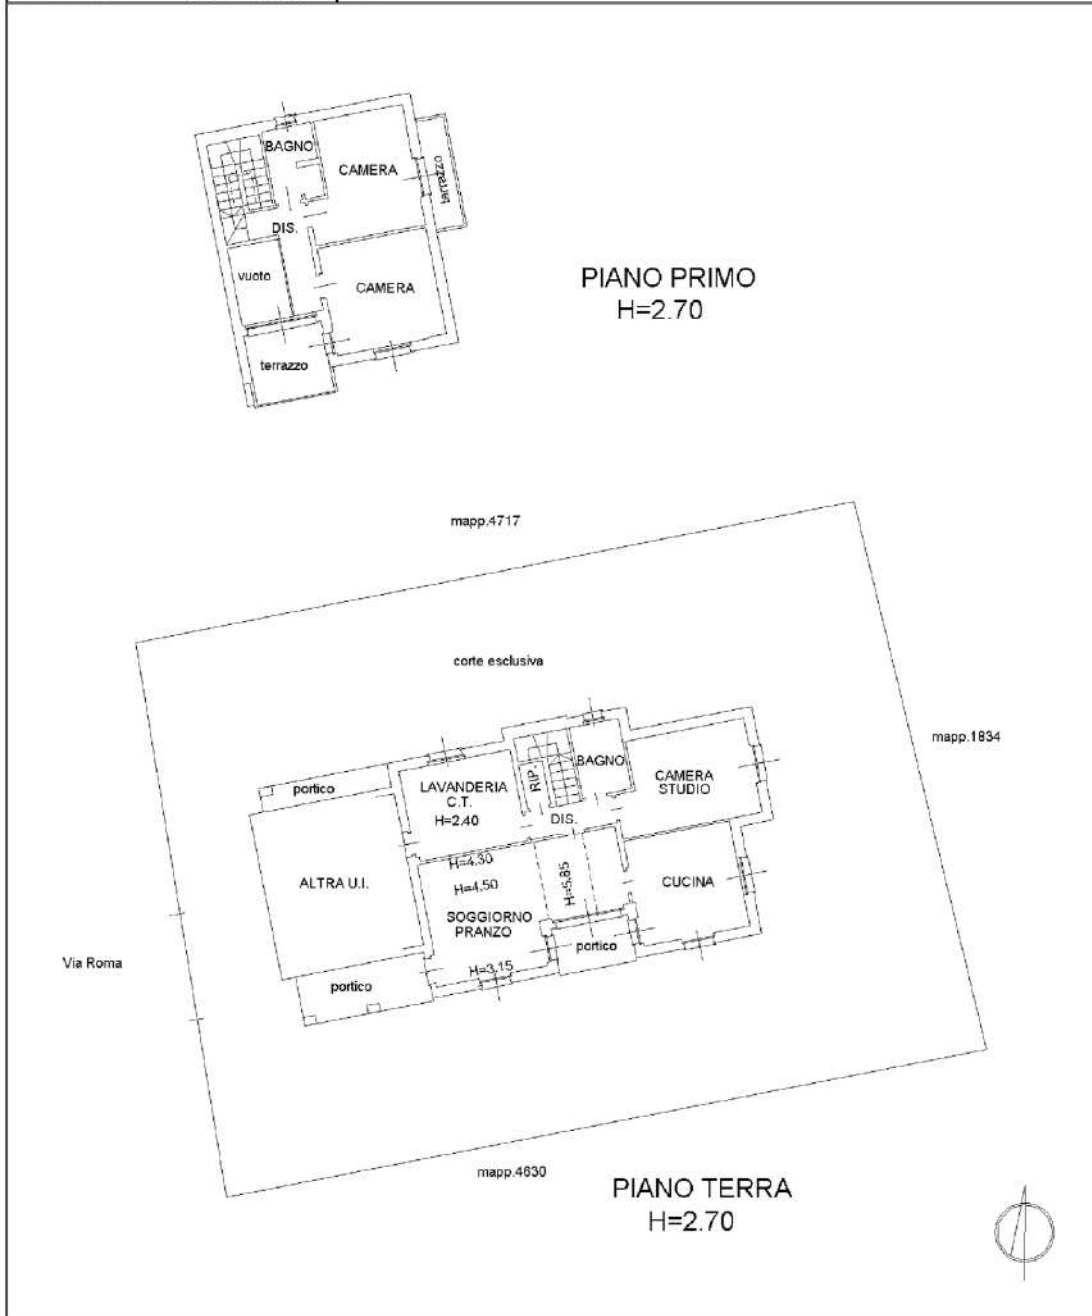 BAGNO
CAMERA
terrazzo
DIS.
vuoto
CAMERA
terrazzo
PIANO PRIMO
H=2.70
mapp.4717
corte esclusiva
mapp.1834
portico
LAVANDERIA
C.T.
H=2.40
RIP.
BAGNO
CAMERA
STUDIO
DIS.
H=4.30
H=4.50
H=5.85
ALTRA U.I.
CUCINA
SOGGIORNO
PRANZO
portico
H=3.15
Via Roma
portico
mapp.4630
PIANO TERRA
H=2.70